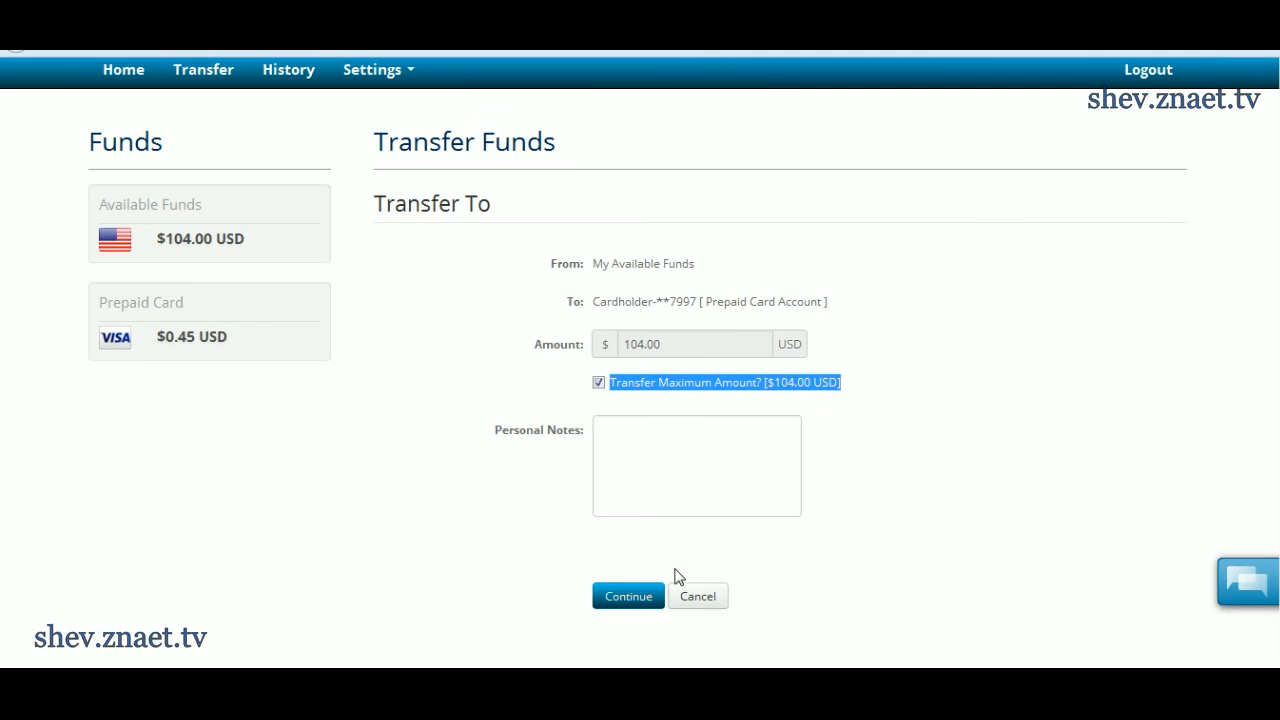 Home Transfer History Settings Logout
shev.znaet.tv
Funds
Available Funds
$104.00 USD
Prepaid Card
VISA $0.45 USD
Transfer Funds
Transfer To
From: My Available Funds
To: Cardholder-**7997 [ Prepaid Card Account ]
Amount: $ 104.00 USD
Transfer Maximum Amount? [$104.00 USD]
Personal Notes:
Continue Cancel
shev.znaet.tv